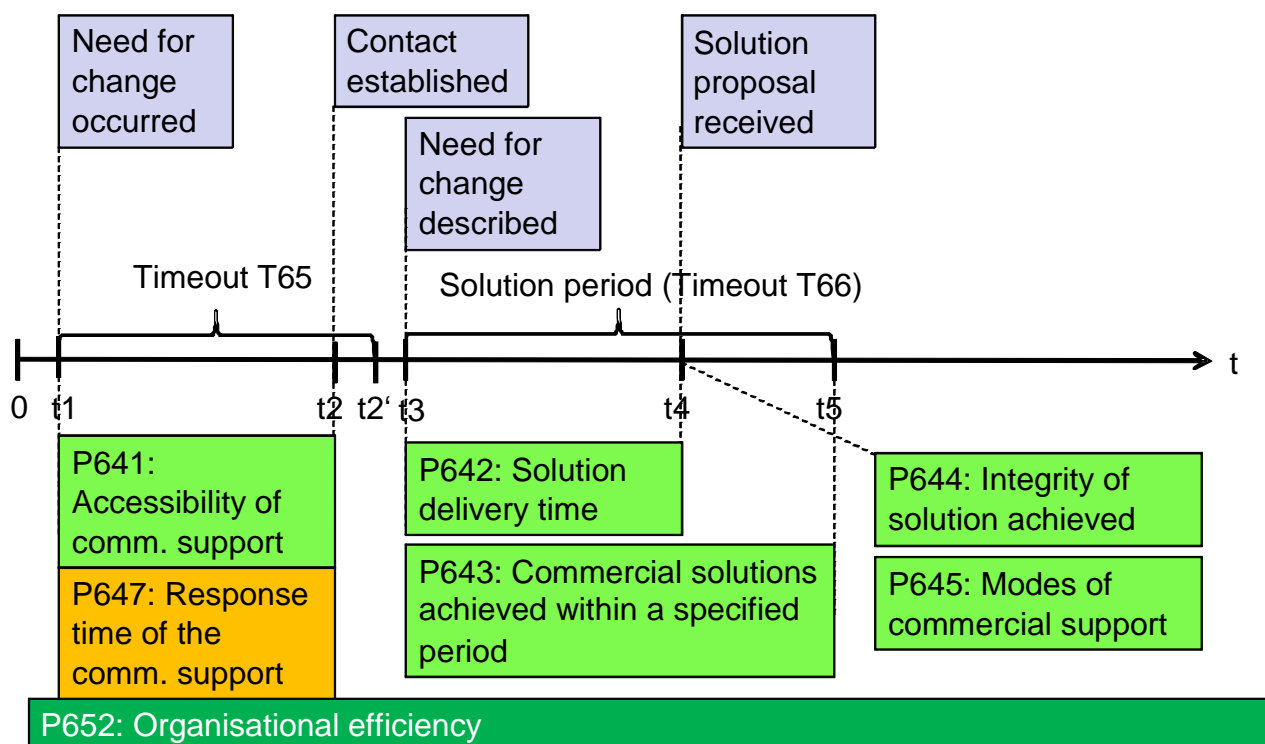 Need for
change
occurred
Contact
established
Solution
proposal
received
Need for
change
described
Timeout T65
Solution period (Timeout T66)
t
0
t1
t2
t2‘
t3
t4
t5
P641:
Accessibility of
comm. support
P642: Solution
delivery time
P644: Integrity of
solution achieved
P647: Response
time of the
comm. support
P643: Commercial solutions
achieved within a specified
period
P645: Modes of
commercial support
P652: Organisational efficiency